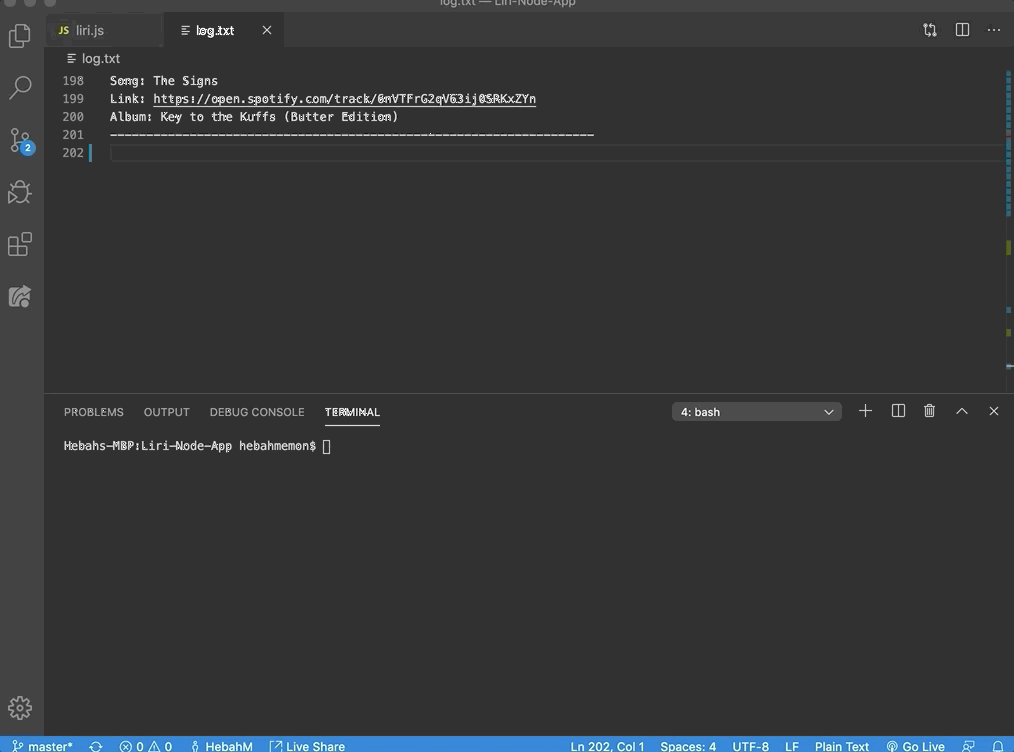 log.txt — Liri-Node-App
JS liri.js
log.txt
log.txt
198 Song: The Signs
199 Link: https://open.spotify.com/track/6nVTFrG2qV63ij0SRKxZYn
200 Album: Key to the Kuffs (Butter Edition)
201 -------------------------------------------------------------------
202
2
PROBLEMS OUTPUT DEBUG CONSOLE TERMINAL 4: bash
Hebahs-MBP:Liri-Node-App hebahmemon$
master* 0 0 HebahM Live Share Ln 202, Col 1 Spaces: 4 UTF-8 LF Plain Text Go Live